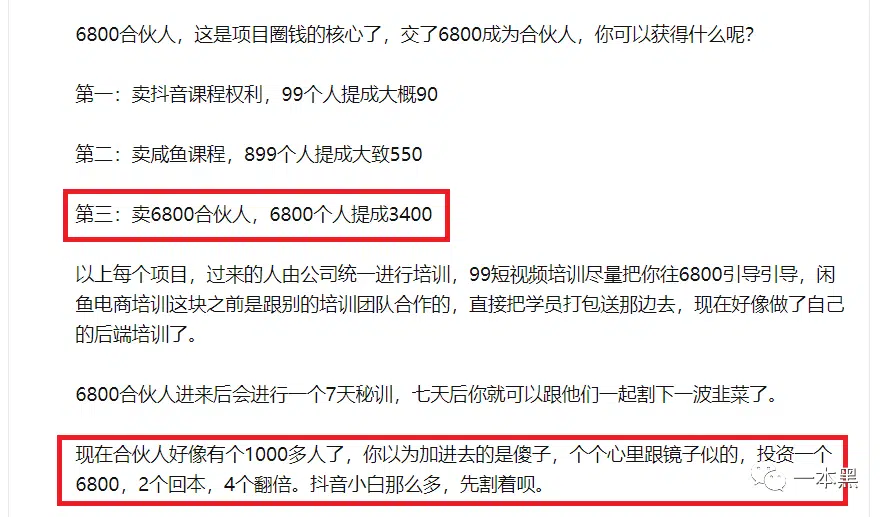 6800合伙人，这是项目圈钱的核心了，交了6800成为合伙人，你可以获得什么呢？
第一：卖抖音课程权利，99个人提成大概90
第二：卖咸鱼课程，899个人提成大致550
第三：卖6800合伙人，6800个人提成3400
以上每个项目，过来的人由公司统一进行培训，99短视频培训尽量把你往6800引导引导，闲
鱼电商培训这块之前是跟别的培训团队合作的，直接把学员打包送那边去，现在好像做了自己
的后端培训了。
6800合伙人进来后会进行一个7天秘训，七天后你就可以跟他们一起割下一波韭菜了。
现在合伙人好像有个1000多人了，你以为加进去的是傻子，个个心里跟镜子似的，投资一个
6800，2个回本，4个翻倍。抖音小白那么多，先割着呗。
一本黑